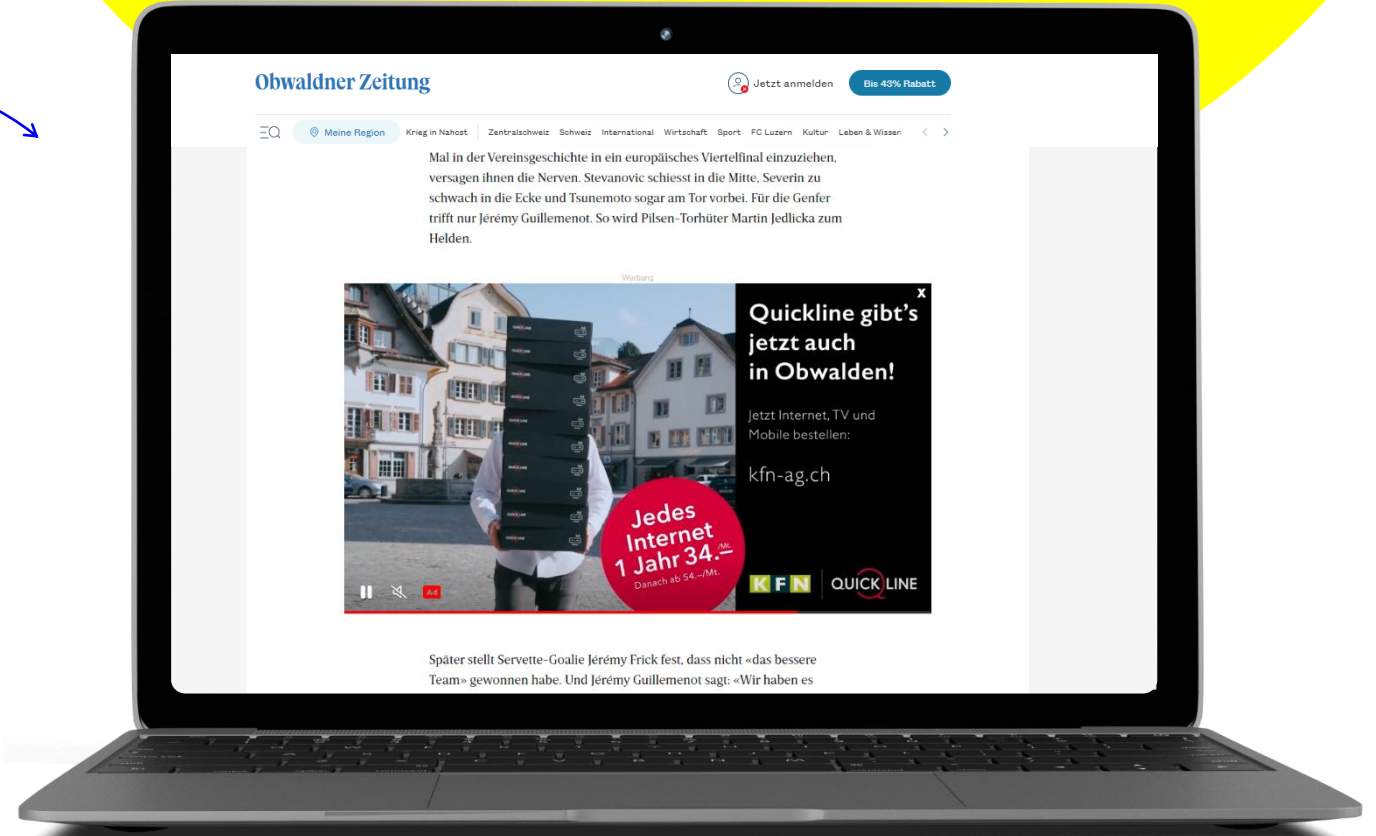 Obwaldner Zeitung
Jetzt anmelden
Bis 43% Rabatt
Meine Region
Krieg in Nahost
Zentralschweiz Schweiz International Wirtschaft Sport FC Luzern Kultur Leben & Wissen
Mal in der Vereinsgeschichte in ein europäisches Viertelfinal einzuziehen,
versagen ihnen die Nerven. Stevanovic schiesst in die Mitte, Severin zu
schwach in die Ecke und Tsunemoto sogar am Tor vorbei. Für die Genfer
trifft nur Jérémy Guillemenot. So wird Pilsen-Torhüter Martin Jedlicka zum
Helden.
Werbung
X
Quickline gibt's
jetzt auch
in Obwalden!
Jetzt Internet, TV und
Mobile bestellen:
kfn-ag.ch
Jedes
Internet
1 Jahr 34.–/Mt.
Danach ab 54.–/Mt.
Ad
KFN
QUICKLINE
Später stellt Servette-Goalie Jérémy Frick fest, dass nicht «das bessere
Team» gewonnen habe. Und Jérémy Guillemenot sagt: «Wir haben es